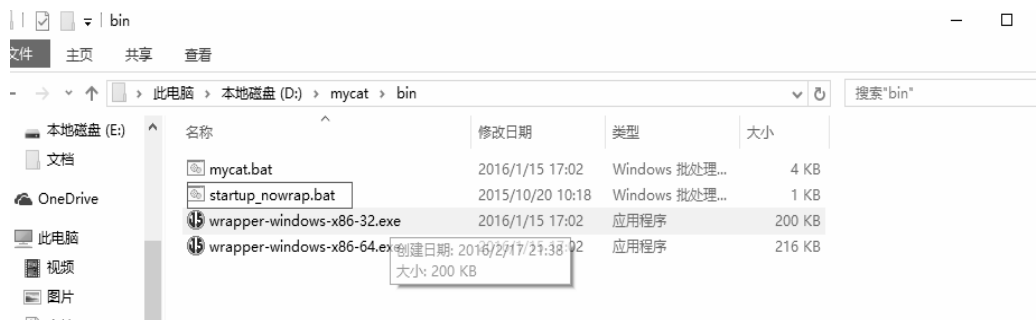 bin
文件 主页 共享 查看
此电脑 > 本地磁盘 (D:) > mycat > bin 搜索"bin"
本地磁盘 (E:) 名称 修改日期 类型 大小
文档 mycat.bat 2016/1/15 17:02 Windows 批处理... 4 KB
OneDrive startup_nowrap.bat 2015/10/20 10:18 Windows 批处理... 1 KB
此电脑 wrapper-windows-x86-32.exe 2016/1/15 17:02 应用程序 200 KB
视频 wrapper-windows-x86-64.exe 2016/1/15 17:02 应用程序 216 KB
创建日期: 2016/2/17 21:38
图片 大小: 200 KB